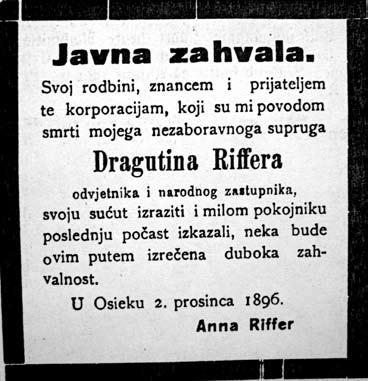 Javna zahvala.
Svoj rodbini, znancem i prijateljem
te korporacijam, koji su mi povodom
smrti mojega nezaboravnoga supruga
Dragutina Riffera
odvjetnika i narodnog zastupnika,
svoju sućut izraziti i milom pokojniku
poslednju počast izkazali, neka bude
ovim putem izrečena duboka zah-
valnost.
U Osieku 2. prosinca 1896.
Anna Riffer